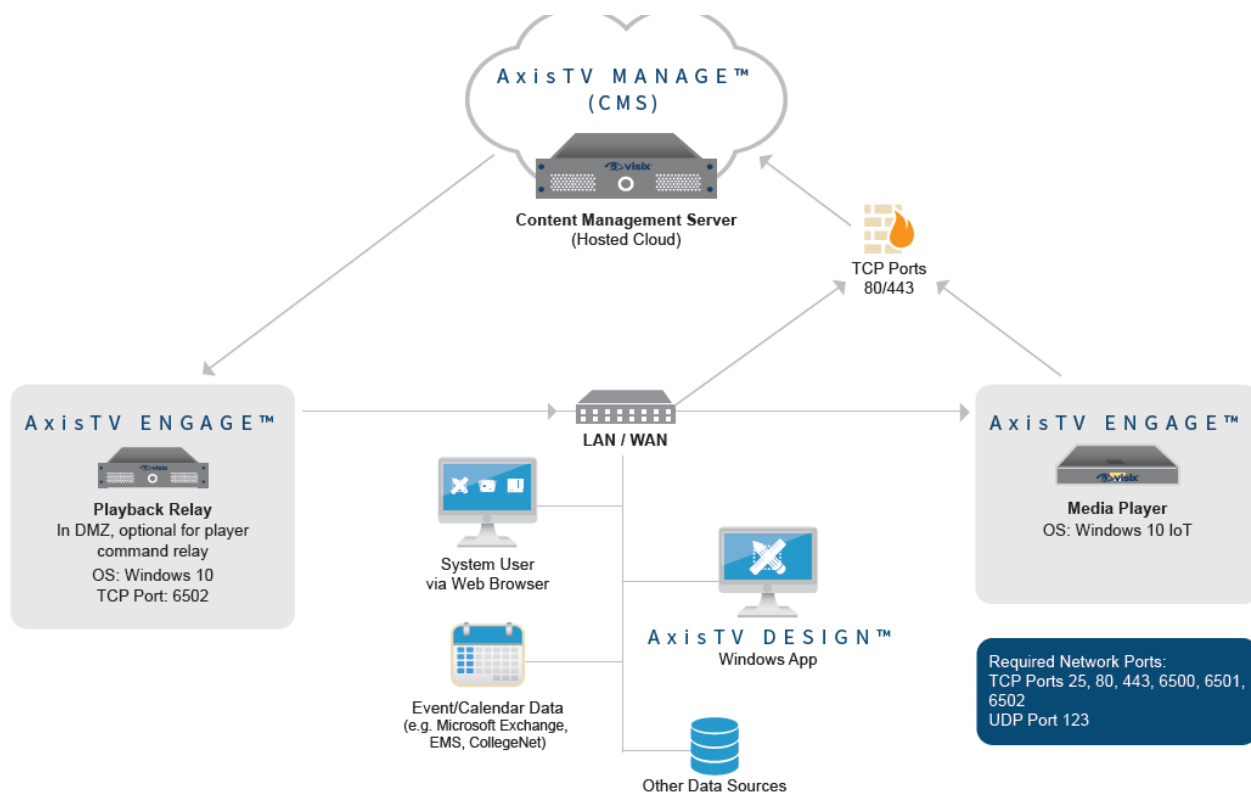 AxisTV MANAGE™
(CMS)
visix
Content Management Server
(Hosted Cloud)
TCP Ports
80/443
AxisTV ENGAGE™
visix
Playback Relay
In DMZ, optional for player
command relay
OS: Windows 10
TCP Port: 6502
LAN / WAN
AxisTV ENGAGE™
visix
Media Player
OS: Windows 10 IoT
System User
via Web Browser
AxisTV DESIGN™
Windows App
Event/Calendar Data
(e.g. Microsoft Exchange,
EMS, CollegeNet)
Other Data Sources
Required Network Ports:
TCP Ports 25, 80, 443, 6500, 6501,
6502
UDP Port 123